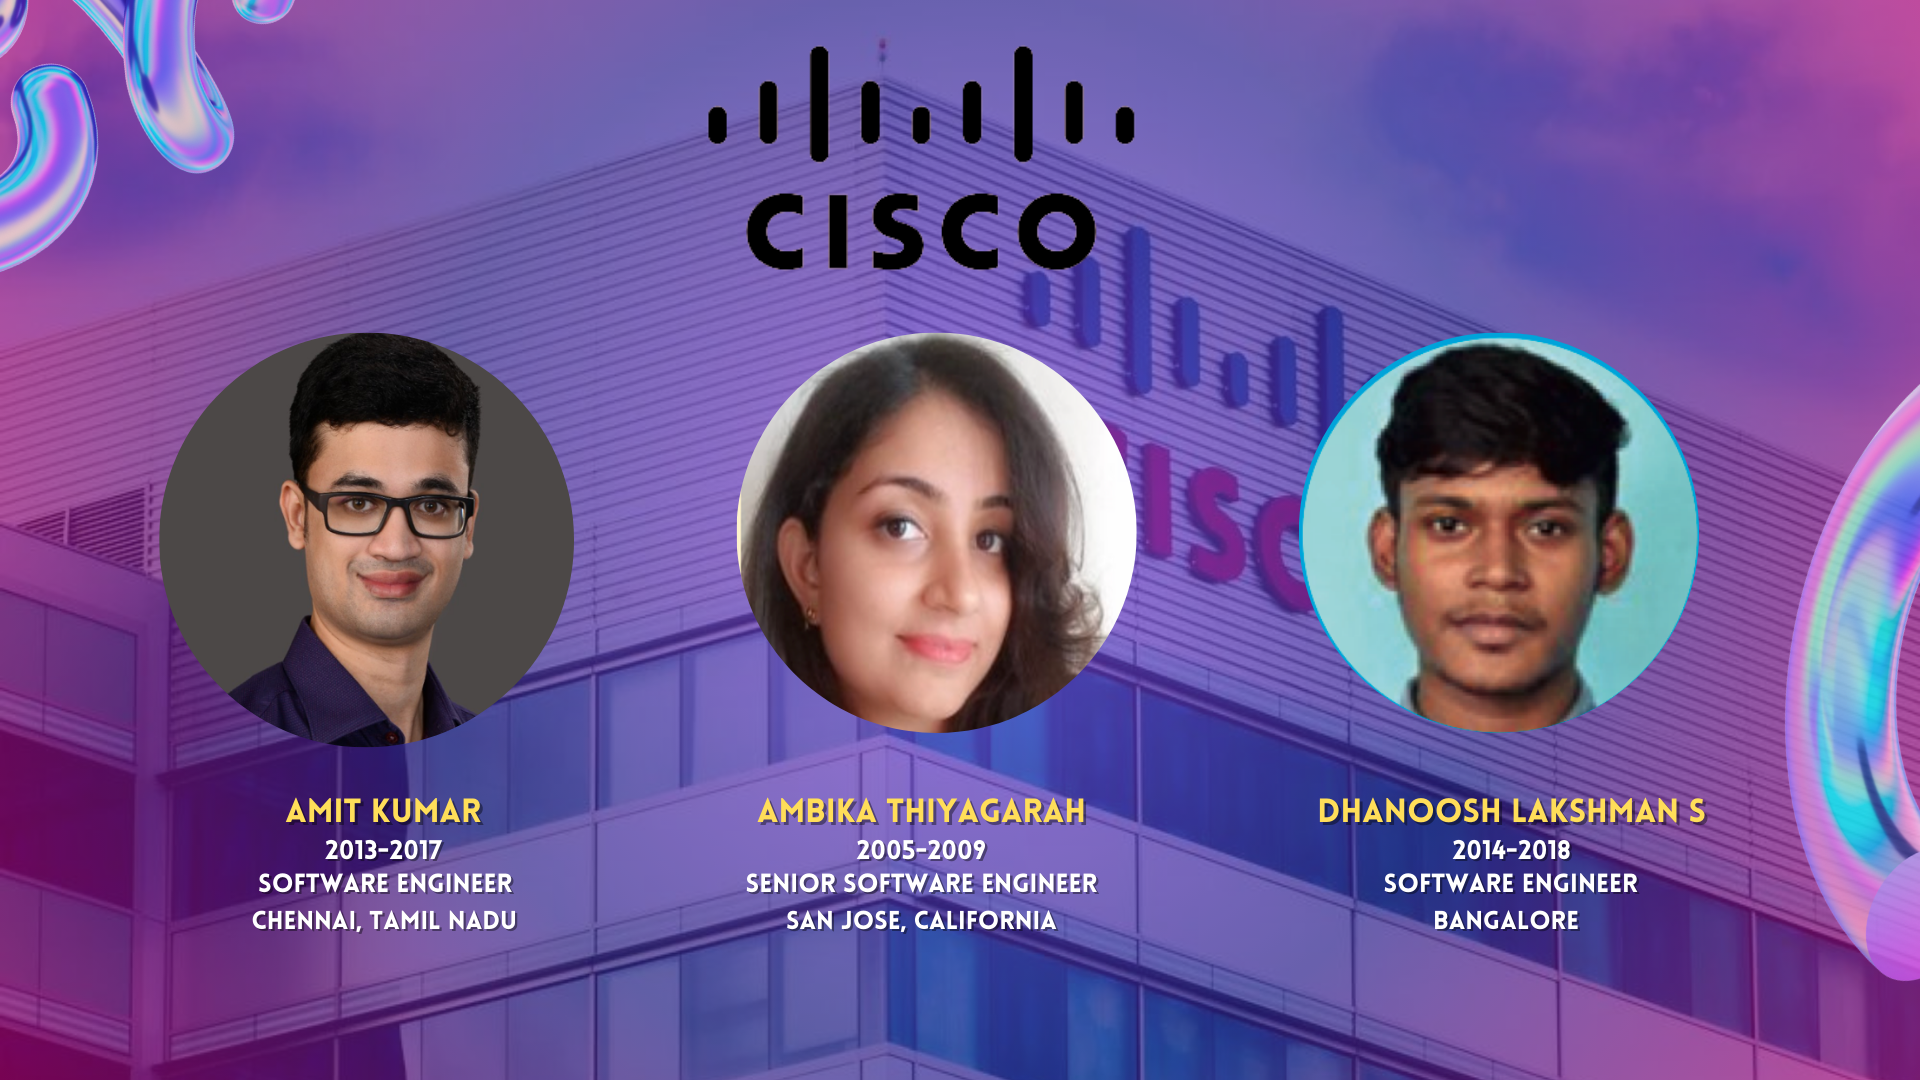 CISCO
ISC
AMIT KUMAR
2013-2017
SOFTWARE ENGINEER
CHENNAI, TAMIL NADU
AMBIKA THIYAGARAH
2005-2009
SENIOR SOFTWARE ENGINEER
SAN JOSE, CALIFORNIA
DHANOOSH LAKSHMAN S
2014-2018
SOFTWARE ENGINEER
BANGALORE